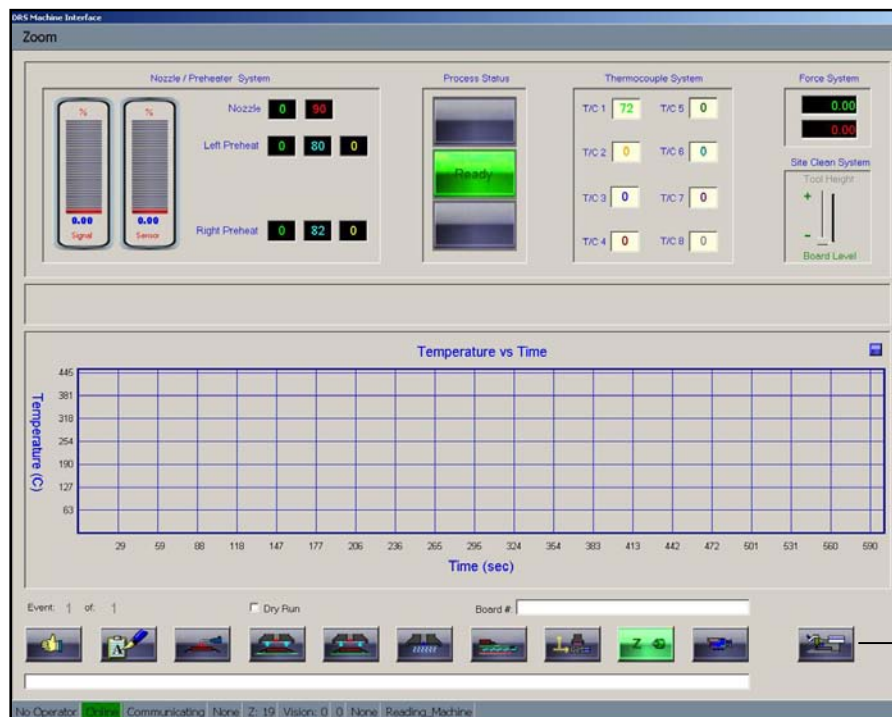 DRS Machine Interface
Zoom
Nozzle / Preheater System
Process Status
Thermocouple System
Force System
% %
Nozzle 0 90
T/C 1 72 T/C 5 0
0.00
0.00
Left Preheat 0 80 0
T/C 2 0 T/C 6 0
Ready
Site Clean System
Tool Height
+
T/C 3 0 T/C 7 0
0.00 0.00
Signal Sensor
Right Preheat 0 82 0
T/C 4 0 T/C 8 0
-
Board Level
Temperature vs Time
Temperature (C)
445
381
318
254
190
127
63
29 59 88 118 147 177 206 236 265 295 324 354 383 413 442 472 501 531 560 590
Time (sec)
Event: 1 of: 1
Dry Run
Board #:
A
Z
No Operator Online Communicating None Z: 19 Vision: 0 0 None Reading_Machine